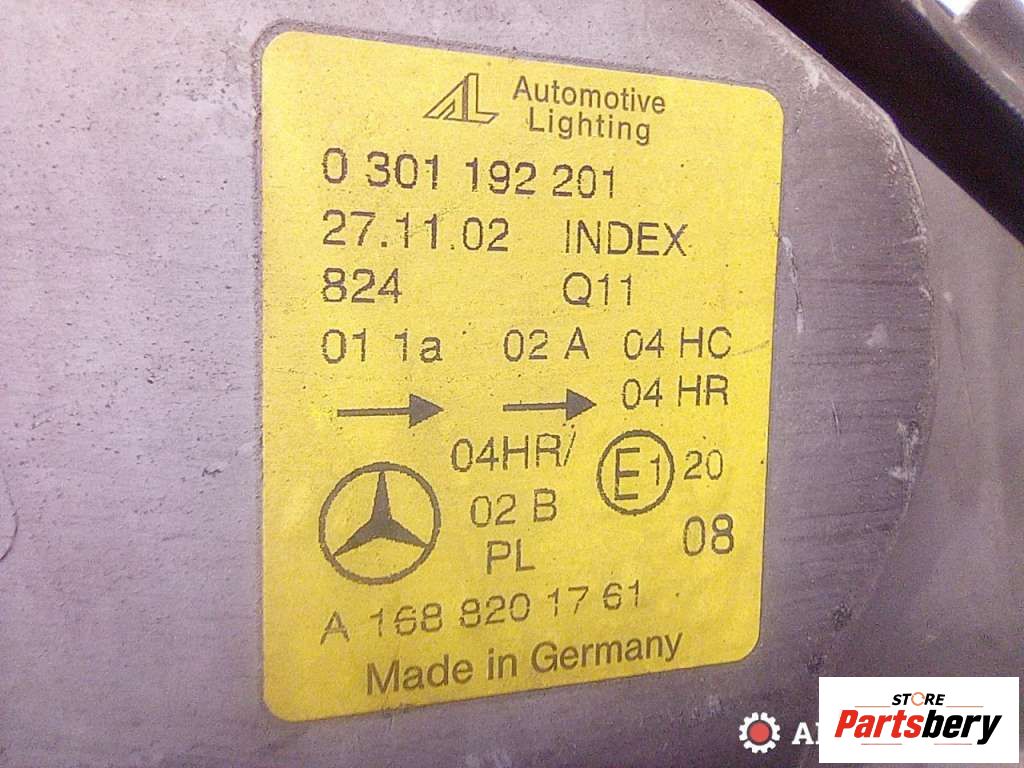 AL Automotive
Lighting
0 301 192 201
27.11.02 INDEX
824 Q11
01 1a 02 A 04 HC
04 HR
04HR/
E1 20
02 B
08
PL
A 168 820 17 61
Made in Germany
STORE
Partsbery